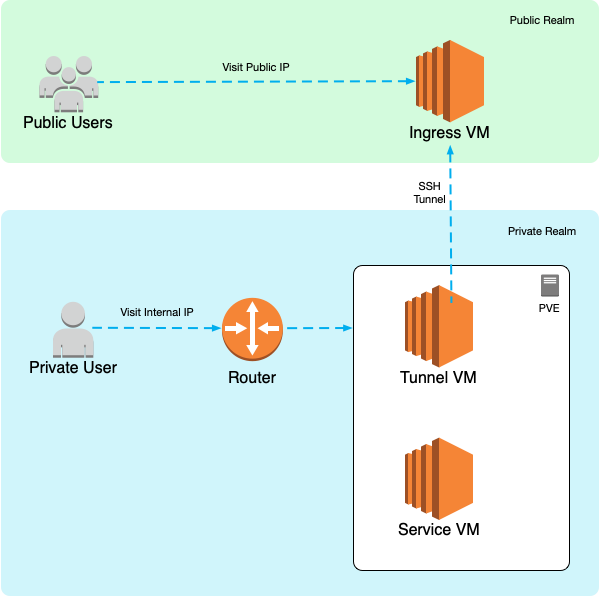 Public Realm
Visit Public IP
Public Users
Ingress VM
SSH
Tunnel
Private Realm
PVE
Visit Internal IP
Private User
Router
Tunnel VM
Service VM